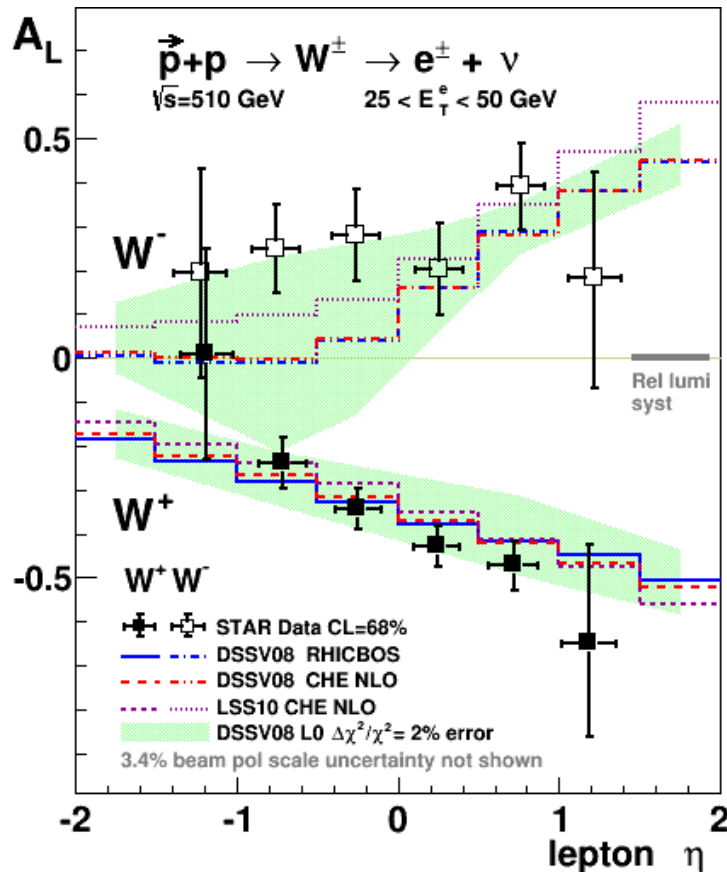 A_L
p+p → W± → e± + ν
√s=510 GeV 25 < E_T^e < 50 GeV
0.5
W⁻
0
Rel lumi
syst
W⁺
W⁺ W⁻
-0.5
STAR Data CL=68%
DSSV08 RHICBOS
DSSV08 CHE NLO
LSS10 CHE NLO
DSSV08 L0 Δχ²/χ²= 2% error
3.4% beam pol scale uncertainty not shown
-2 -1 0 1 2
lepton η